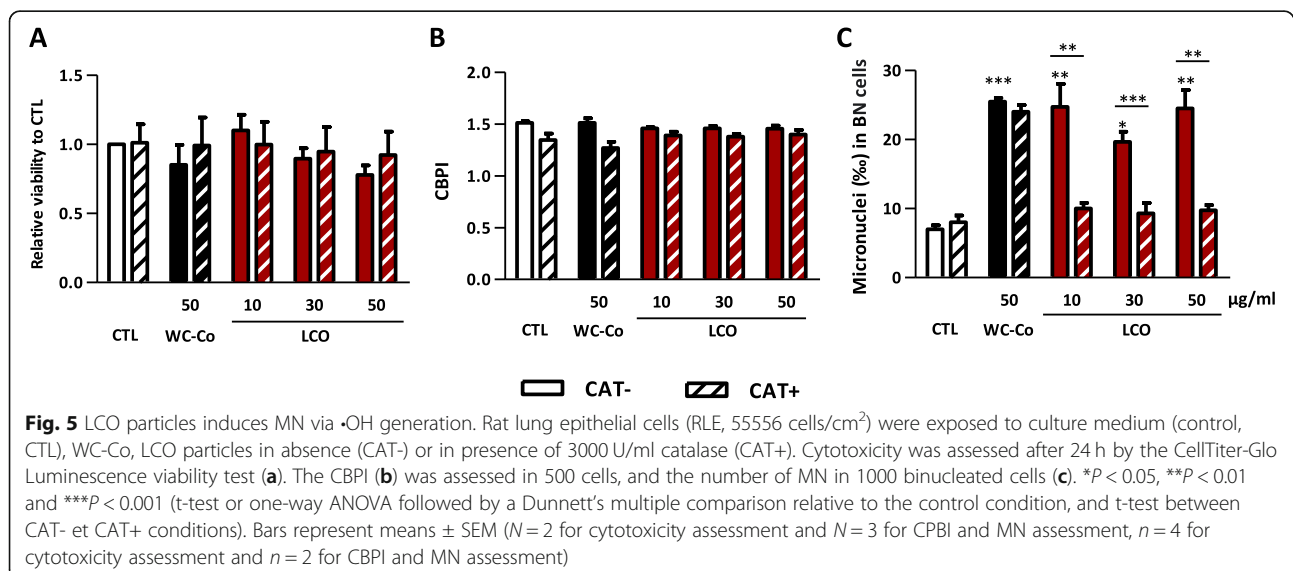 A
B
C
Relative viability to CTL
1.5
1.0
0.5
0.0
50 10 30 50
CTL WC-Co LCO
CBPI
2.0
1.5
1.0
0.5
0.0
50 10 30 50
CTL WC-Co LCO
Micronuclei (‰) in BN cells
30
20
10
0
*** ** ** * *** ** **
50 10 30 50 μg/ml
CTL WC-Co LCO
CAT- CAT+
Fig. 5 LCO particles induces MN via •OH generation. Rat lung epithelial cells (RLE, 55556 cells/cm²) were exposed to culture medium (control,
CTL), WC-Co, LCO particles in absence (CAT-) or in presence of 3000 U/ml catalase (CAT+). Cytotoxicity was assessed after 24 h by the CellTiter-Glo
Luminescence viability test (a). The CBPI (b) was assessed in 500 cells, and the number of MN in 1000 binucleated cells (c). *P < 0.05, **P < 0.01
and ***P < 0.001 (t-test or one-way ANOVA followed by a Dunnett's multiple comparison relative to the control condition, and t-test between
CAT- et CAT+ conditions). Bars represent means ± SEM (N = 2 for cytotoxicity assessment and N = 3 for CPBI and MN assessment, n = 4 for
cytotoxicity assessment and n = 2 for CBPI and MN assessment)